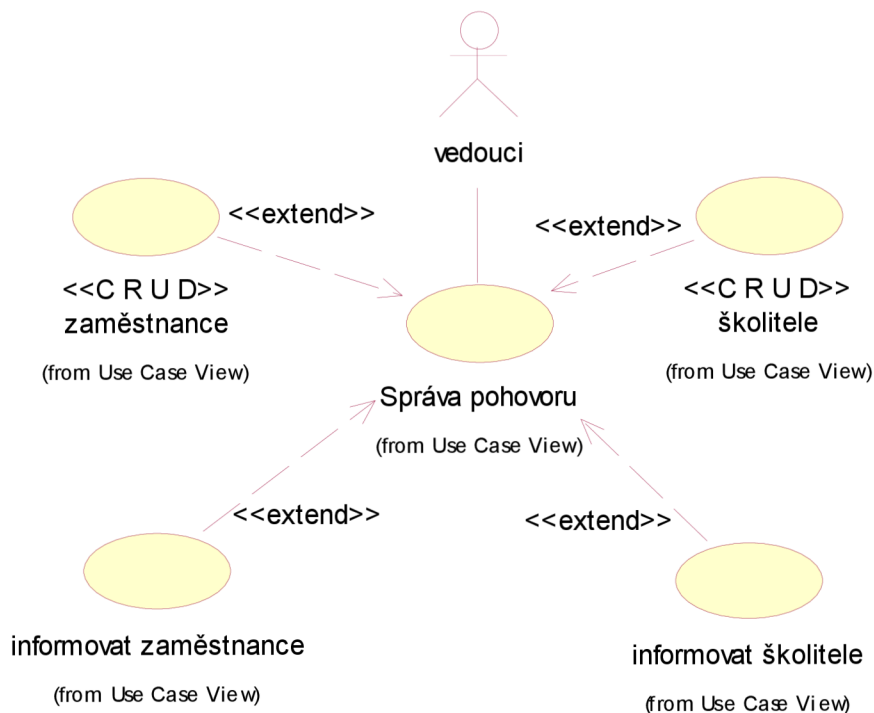 vedouci
<<extend>>
<<extend>>
<<C R U D>>
zaměstnance
(from Use Case View)
<<C R U D>>
školitele
(from Use Case View)
Správa pohovoru
(from Use Case View)
<<extend>>
<<extend>>
informovat zaměstnance
(from Use Case View)
informovat školitele
(from Use Case View)